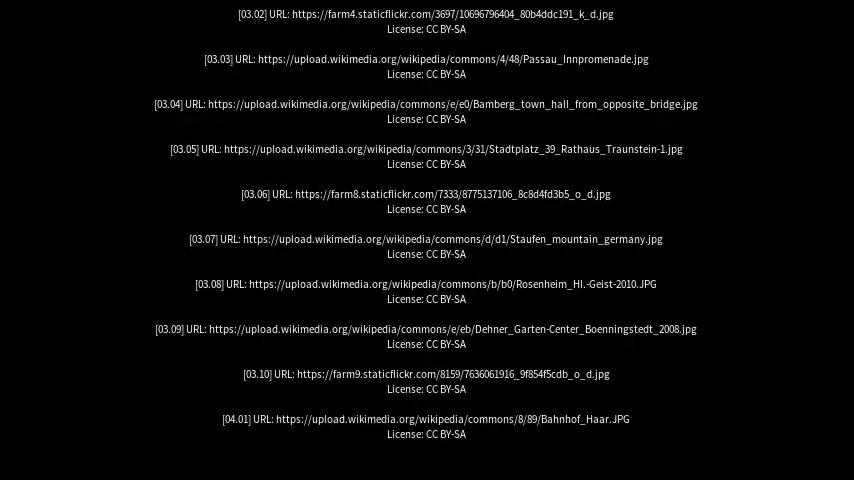 [03.02] URL: https://farm4.staticflickr.com/3697/10696796404_80b4ddc191_k_d.jpg
License: CC BY-SA
[03.03] URL: https://upload.wikimedia.org/wikipedia/commons/4/48/Passau_Innpromenade.jpg
License: CC BY-SA
[03.04] URL: https://upload.wikimedia.org/wikipedia/commons/e/e0/Bamberg_town_hall_from_opposite_bridge.jpg
License: CC BY-SA
[03.05] URL: https://upload.wikimedia.org/wikipedia/commons/3/31/Stadtplatz_39_Rathaus_Traunstein-1.jpg
License: CC BY-SA
[03.06] URL: https://farm8.staticflickr.com/7333/8775137106_8c8d4fd3b5_o_d.jpg
License: CC BY-SA
[03.07] URL: https://upload.wikimedia.org/wikipedia/commons/d/d1/Staufen_mountain_germany.jpg
License: CC BY-SA
[03.08] URL: https://upload.wikimedia.org/wikipedia/commons/b/b0/Rosenheim_Hl.-Geist-2010.JPG
License: CC BY-SA
[03.09] URL: https://upload.wikimedia.org/wikipedia/commons/e/eb/Dehner_Garten-Center_Boenningstedt_2008.jpg
License: CC BY-SA
[03.10] URL: https://farm9.staticflickr.com/8159/7636061916_9f854f5cdb_o_d.jpg
License: CC BY-SA
[04.01] URL: https://upload.wikimedia.org/wikipedia/commons/8/89/Bahnhof_Haar.JPG
License: CC BY-SA